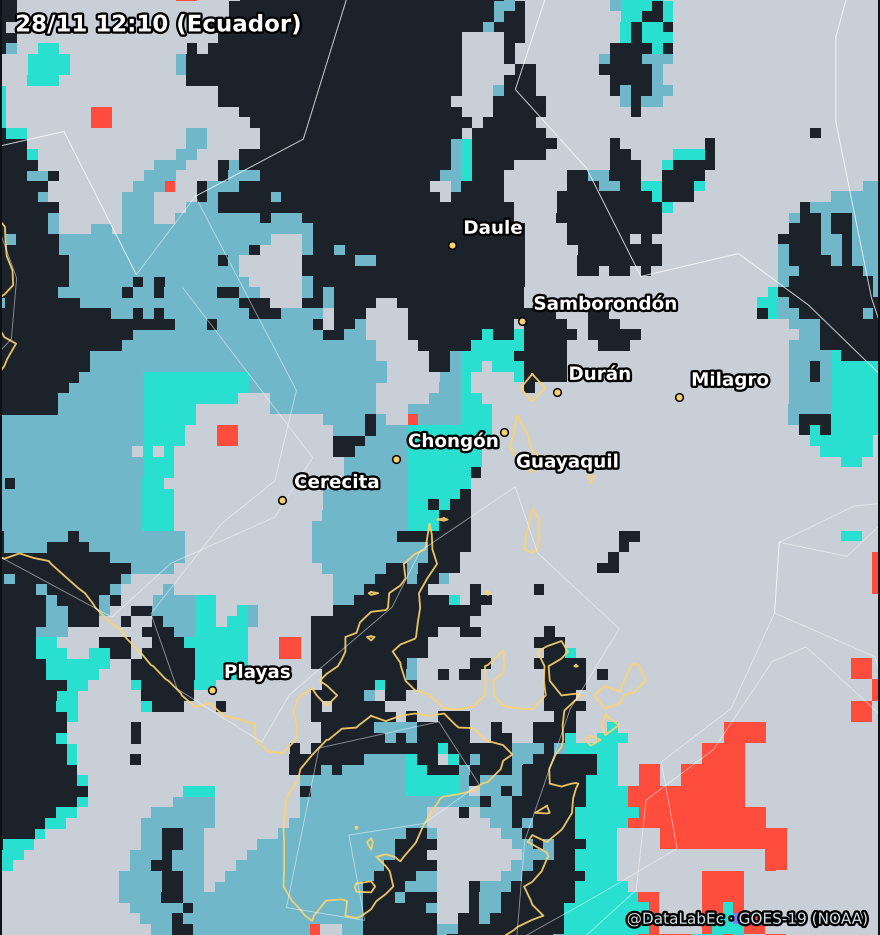 28/11 12:10 (Ecuador)
Daule
Samborondón
Durán
Milagro
Chongón
Guayaquil
Cerecita
Playas
@DataLabEc • GOES-19 (NOAA)